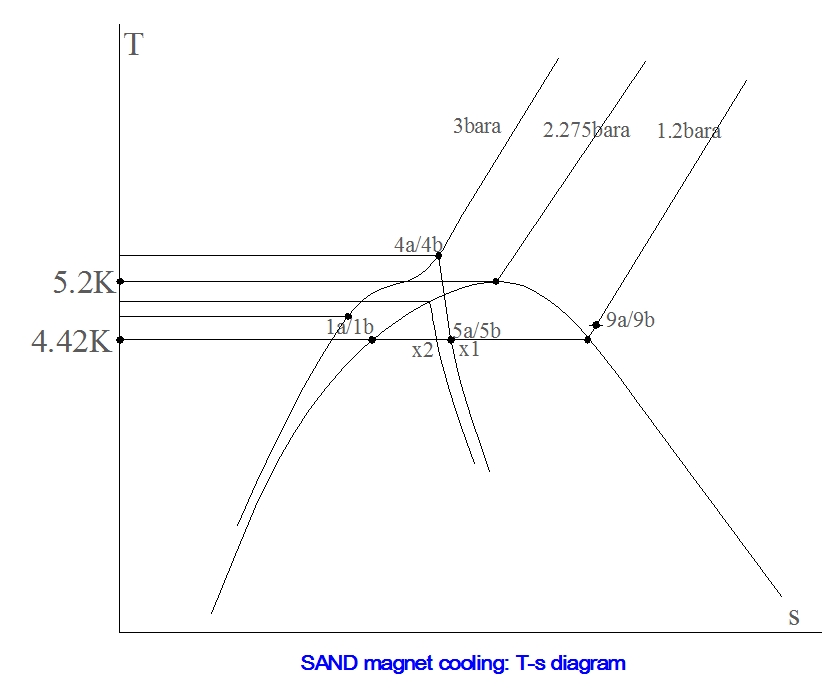 T
3bara
2.275bara
1.2bara
4a/4b
5.2K
1a/1b
5a/5b
9a/9b
4.42K
x2
x1
s
SAND magnet cooling: T-s diagram